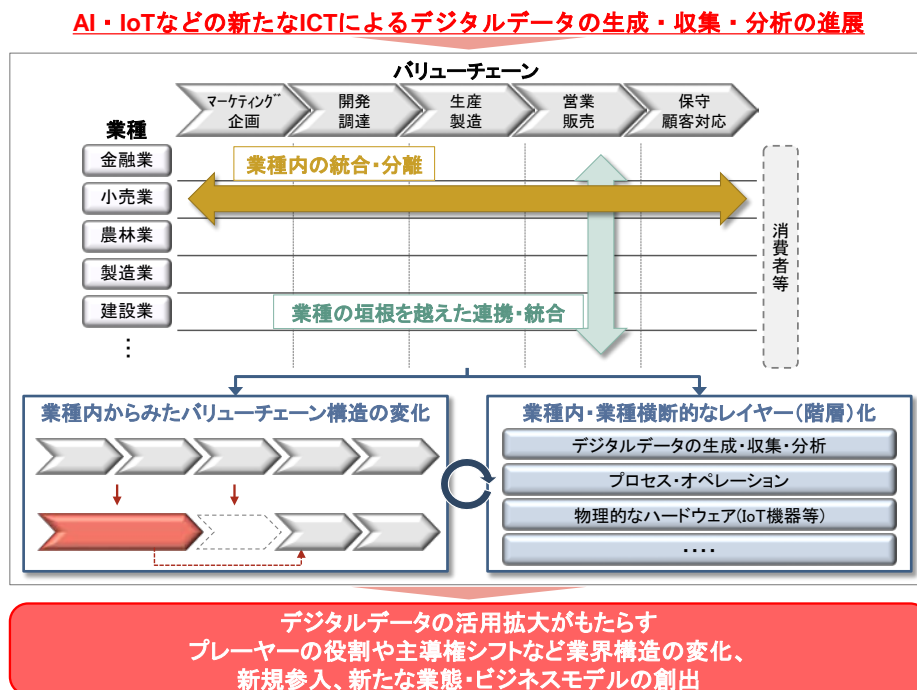 AI・IoTなどの新たなICTによるデジタルデータの生成・収集・分析の進展
バリューチェーン
マーケティング
企画
開発
調達
生産
製造
営業
販売
保守
顧客対応
業種
金融業
小売業
農林業
製造業
建設業
⋮
業種内の統合・分離
業種の垣根を越えた連携・統合
消費者等
業種内からみたバリューチェーン構造の変化
業種内・業種横断的なレイヤー(階層)化
デジタルデータの生成・収集・分析
プロセス・オペレーション
物理的なハードウェア(IoT機器等)
・・・・
デジタルデータの活用拡大がもたらす
プレーヤーの役割や主導権シフトなど業界構造の変化、
新規参入、新たな業態・ビジネスモデルの創出